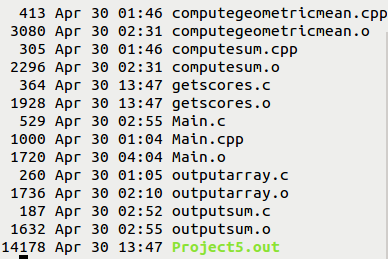 413 Apr 30 01:46 computegeometricmean.cpp
3080 Apr 30 02:31 computegeometricmean.o
305 Apr 30 01:46 computesum.cpp
2296 Apr 30 02:31 computesum.o
364 Apr 30 13:47 getscores.c
1928 Apr 30 13:47 getscores.o
529 Apr 30 02:55 Main.c
1000 Apr 30 01:04 Main.cpp
1720 Apr 30 04:04 Main.o
260 Apr 30 01:05 outputarray.c
1736 Apr 30 02:10 outputarray.o
187 Apr 30 02:52 outputsum.c
1632 Apr 30 02:55 outputsum.o
14178 Apr 30 13:47 Project5.out